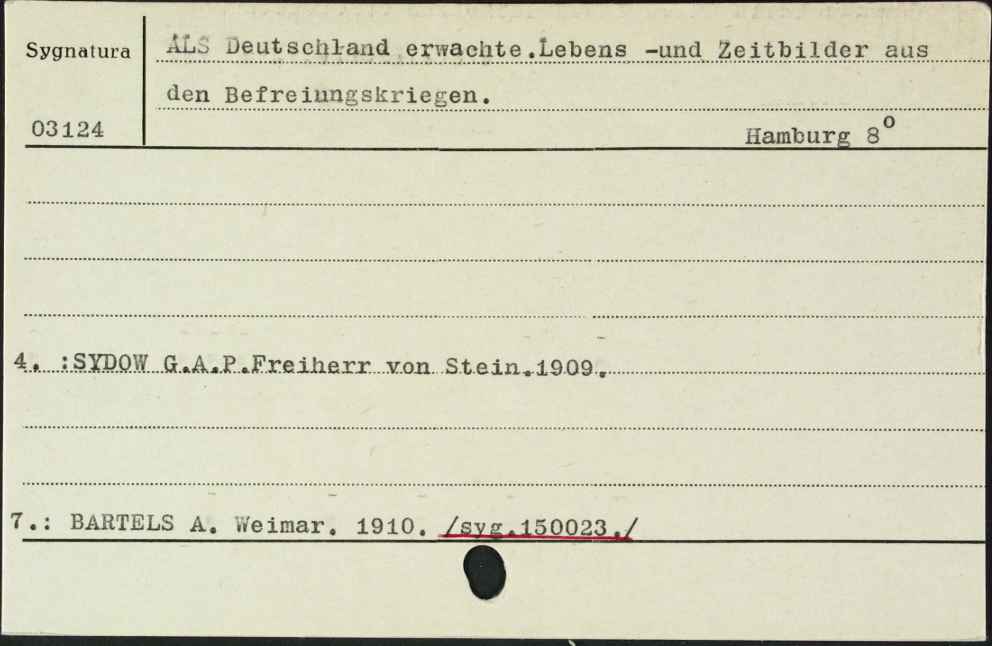 Sygnatura
03124
ALS Deutschland erwachte.Lebens -und Zeitbilder aus
den Befreiungskriegen.
Hamburg 8°
4. :SYDOW G.A.P.Freiherr von Stein.1909.
7.: BARTELS A. Weimar. 1910. /syg.150023./